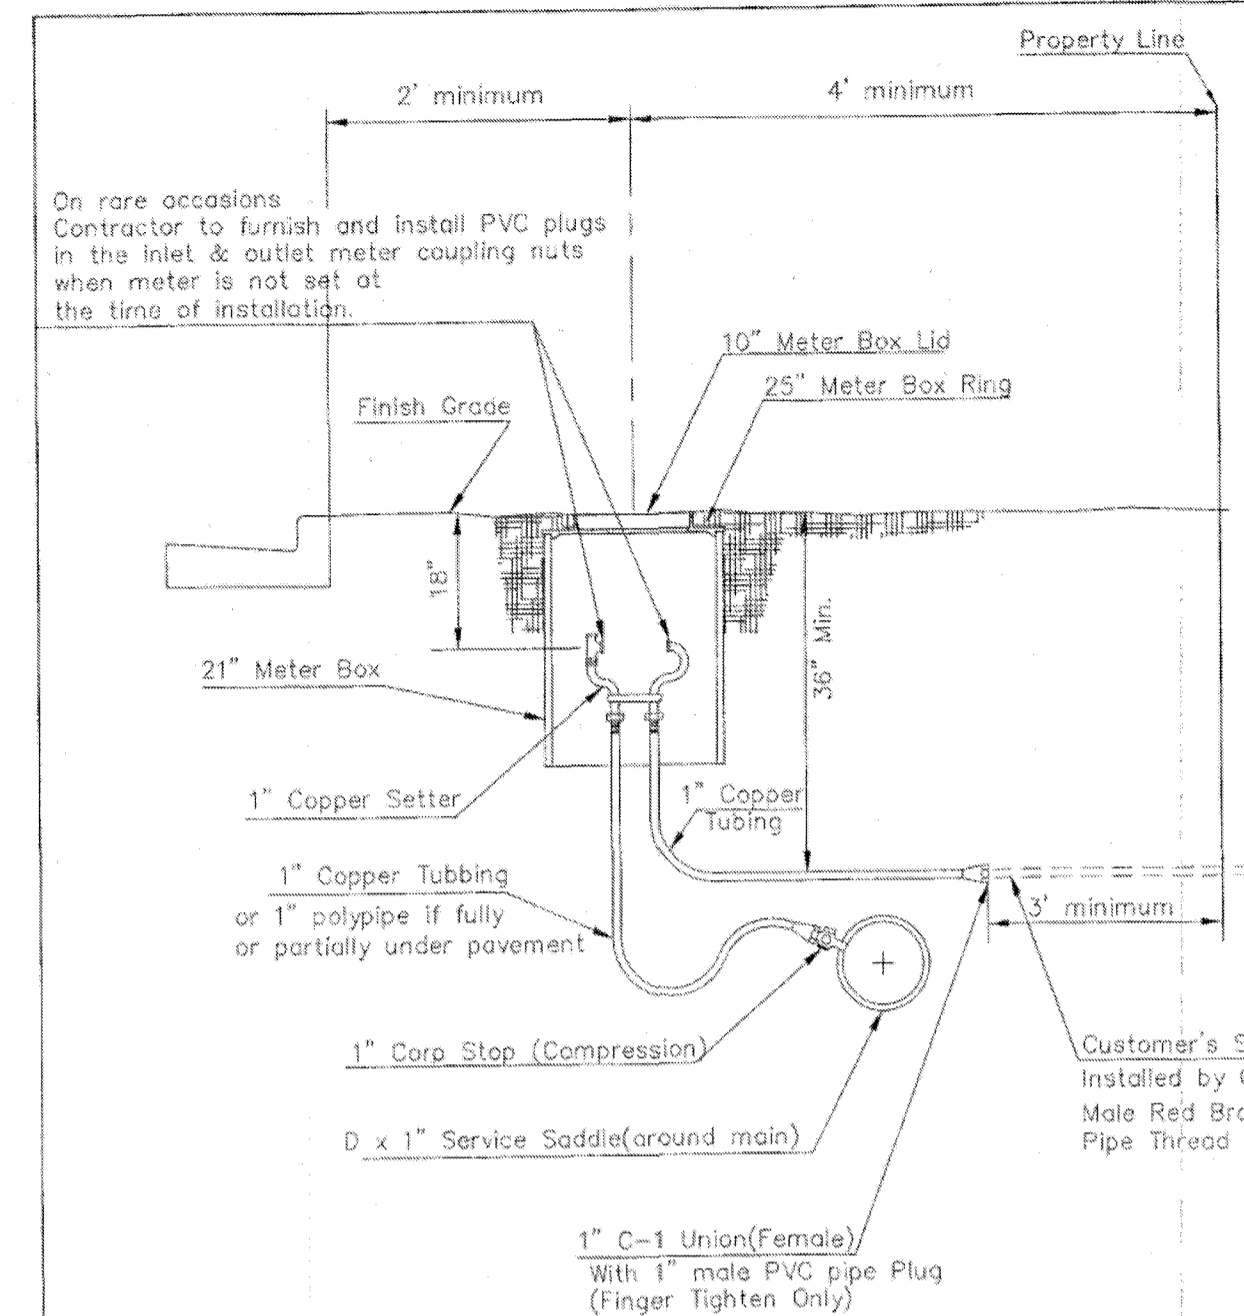 Property Line
2' minimum
4' minimum
On rare occasions
Contractor to furnish and install PVC plugs
in the inlet & outlet meter coupling nuts
when meter is not set at
the time of installation.
10" Meter Box Lid
25" Meter Box Ring
Finish Grade
18"
36" Min.
21" Meter Box
1" Copper Setter
1" Copper
Tubing
1" Copper Tubbing
or 1" polypipe if fully
or partially under pavement
3' minimum
1" Corp Stop (Compression)
D x 1" Service Saddle(around main)
Customer's S
Installed by
Male Red Bra
Pipe Thread
1" C-1 Union(Female)
With 1" male PVC pipe Plug
(Finger Tighten Only)